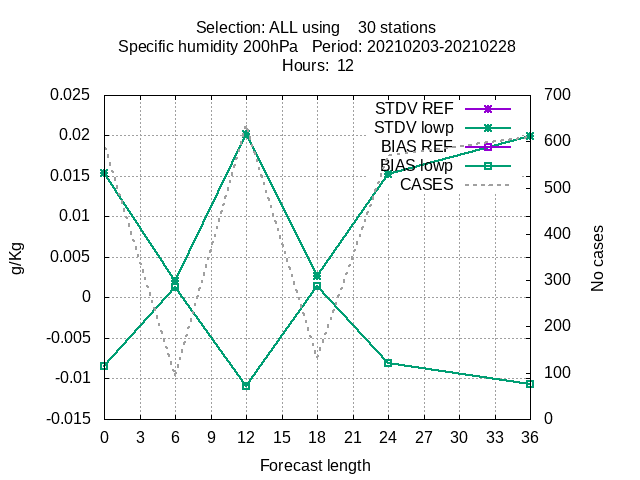 Selection: ALL using    30 stations
Specific humidity 200hPa   Period: 20210203-20210228
Hours:  12
0.025
0.02
0.015
0.01
0.005
0
-0.005
-0.01
-0.015
g/Kg
STDV REF
STDV lowp
BIAS REF
BIAS lowp
CASES
700
600
500
400
300
200
100
0
No cases
0 3 6 9 12 15 18 21 24 27 30 33 36
Forecast length